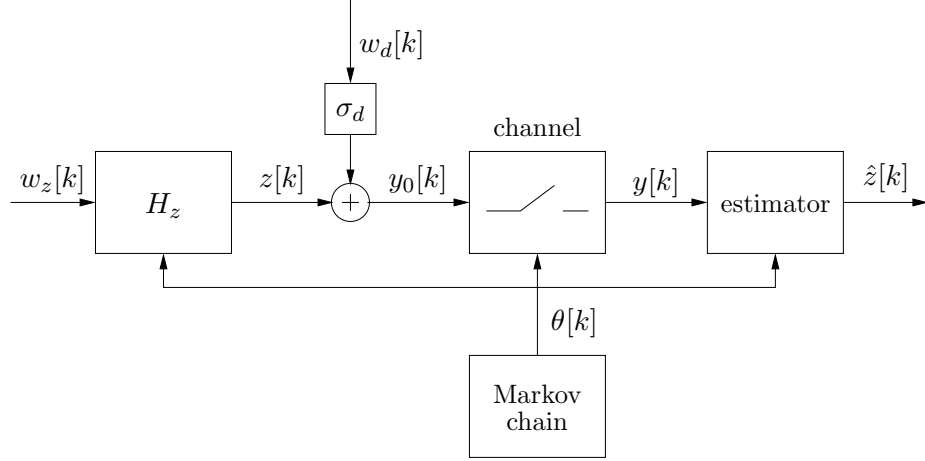 w_d[k]
σ_d
channel
w_z[k]
H_z
z[k]
+
y_0[k]
y[k]
estimator
ẑ[k]
θ[k]
Markov
chain